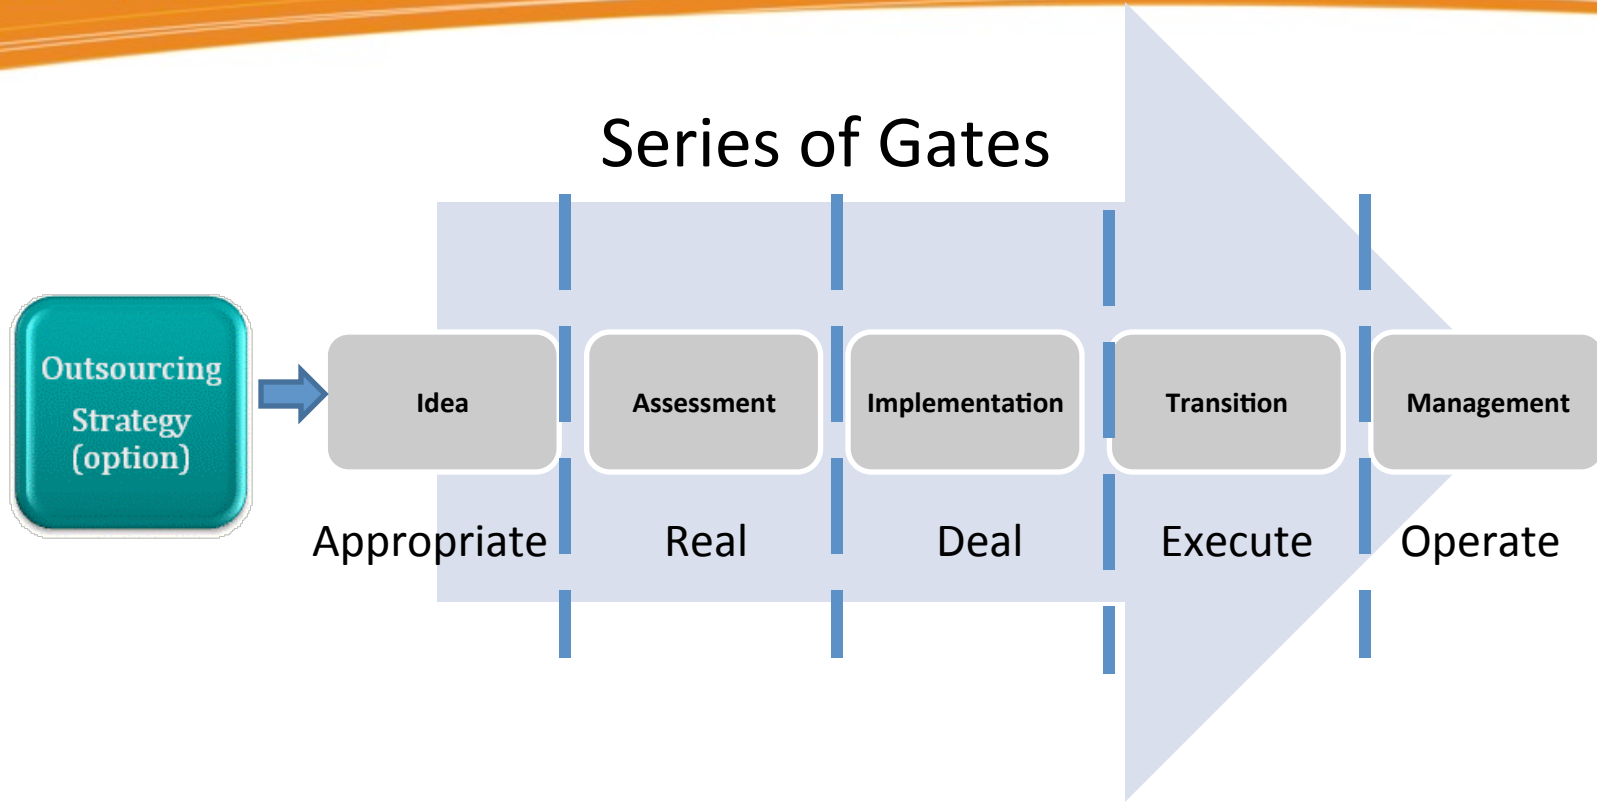 Series of Gates
Outsourcing
Strategy
(option)
Idea
Assessment
Implementation
Transition
Management
Appropriate
Real
Deal
Execute
Operate